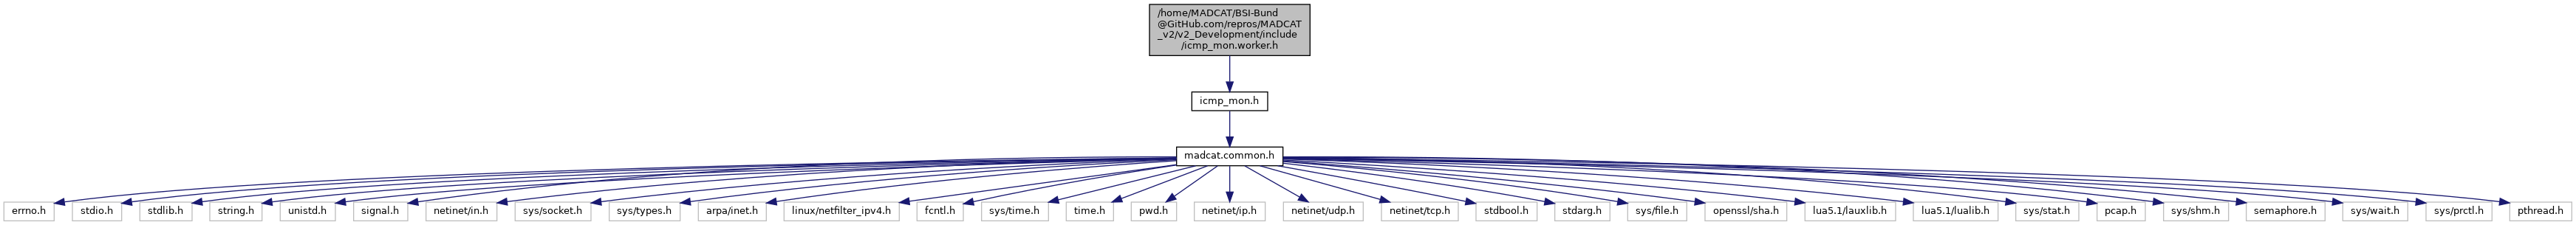 /home/MADCAT/BSI-Bund
@GitHub.com/repros/MADCAT
_v2/v2_Development/include
/icmp_mon.worker.h
icmp_mon.h
madcat.common.h
errno.h
stdio.h
stdlib.h
string.h
unistd.h
signal.h
netinet/in.h
sys/socket.h
sys/types.h
arpa/inet.h
linux/netfilter_ipv4.h
fcntl.h
sys/time.h
time.h
pwd.h
netinet/ip.h
netinet/udp.h
netinet/tcp.h
stdbool.h
stdarg.h
sys/file.h
openssl/sha.h
lua5.1/lauxlib.h
lua5.1/lualib.h
sys/stat.h
pcap.h
sys/shm.h
semaphore.h
sys/wait.h
sys/prctl.h
pthread.h